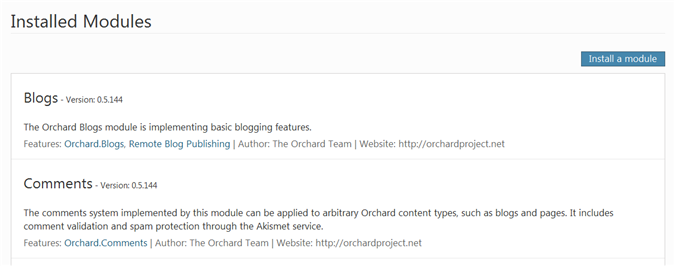 Installed Modules
Install a module
Blogs - Version: 0.5.144
The Orchard Blogs module is implementing basic blogging features.
Features: Orchard.Blogs, Remote Blog Publishing | Author: The Orchard Team | Website: http://orchardproject.net
Comments - Version: 0.5.144
The comments system implemented by this module can be applied to arbitrary Orchard content types, such as blogs and pages. It includes
comment validation and spam protection through the Akismet service.
Features: Orchard.Comments | Author: The Orchard Team | Website: http://orchardproject.net